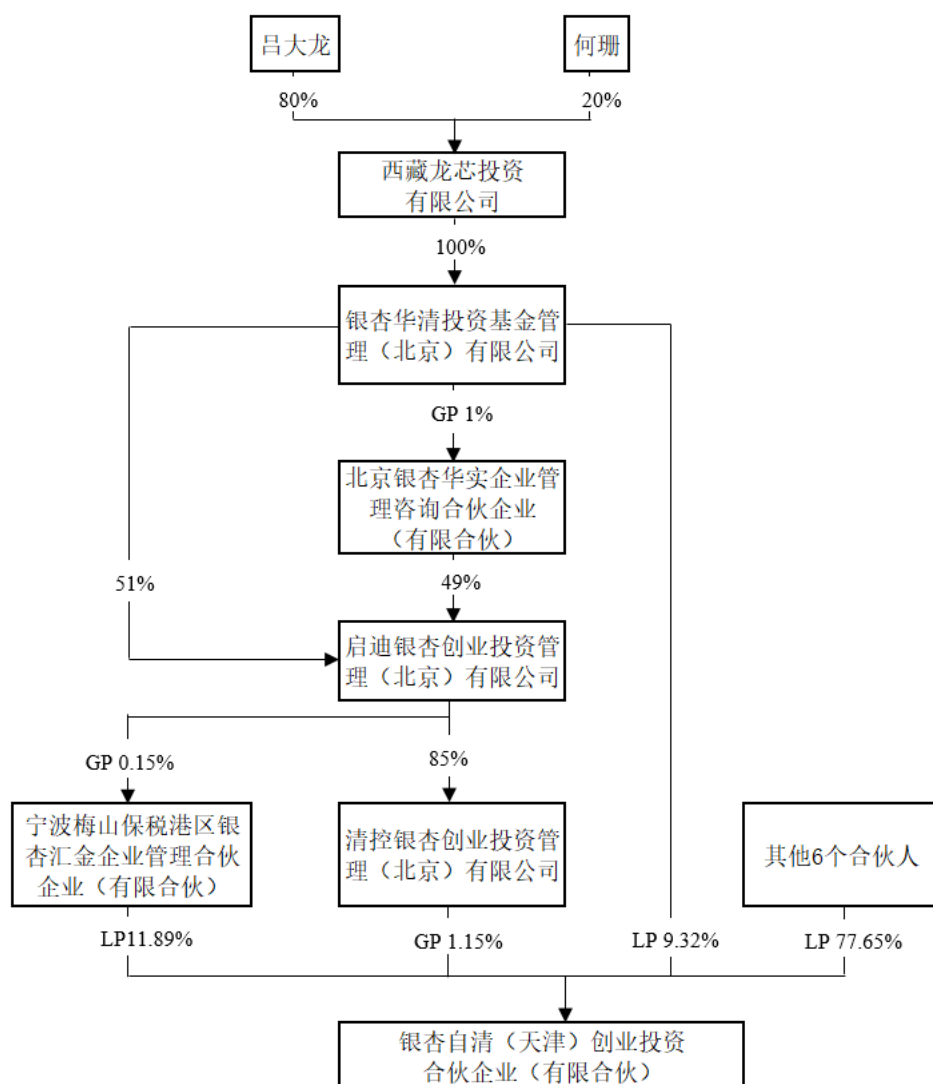 吕大龙
何珊
80%
20%
西藏龙芯投资
有限公司
100%
银杏华清投资基金管
理（北京）有限公司
GP 1%
北京银杏华实企业管
理咨询合伙企业
（有限合伙）
51%
49%
启迪银杏创业投资管
理（北京）有限公司
GP 0.15%
85%
宁波梅山保税港区银
杏汇金企业管理合伙
企业（有限合伙）
清控银杏创业投资管
理（北京）有限公司
其他6个合伙人
LP11.89%
GP 1.15%
LP 9.32%
LP 77.65%
银杏自清（天津）创业投资
合伙企业（有限合伙）